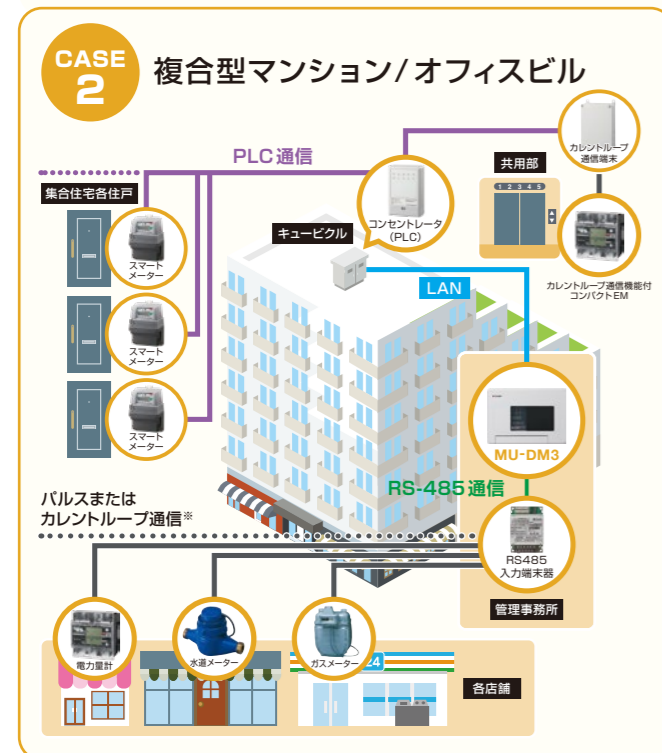 CASE
2
複合型マンション/オフィスビル
PLC通信
カレントループ
通信端末
共用部
1 2 3 4 5
集合住宅各住戸
スマート
メーター
コンセントレータ
(PLC)
キュービクル
カレントループ通信機能付
コンパクトEM
LAN
スマート
メーター
スマート
メーター
MU-DM3
RS-485通信
パルスまたは
カレントループ通信※
RS485
入力端末器
管理事務所
電力量計
水道メーター
ガスメーター
24
各店舗